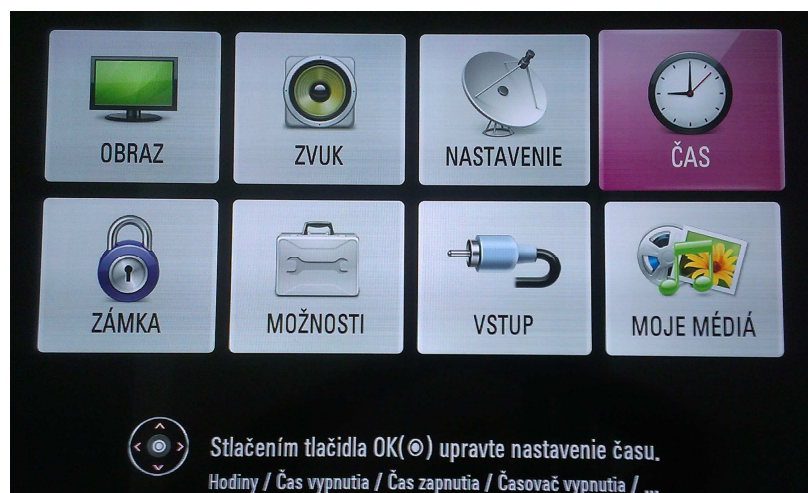 OBRAZ
ZVUK
NASTAVENIE
ČAS
ZÁMKA
MOŽNOSTI
VSTUP
MOJE MÉDIÁ
Stlačením tlačidla OK(◉) upravte nastavenie času.
Hodiny / Čas vypnutia / Čas zapnutia / Časovač vypnutia / ...